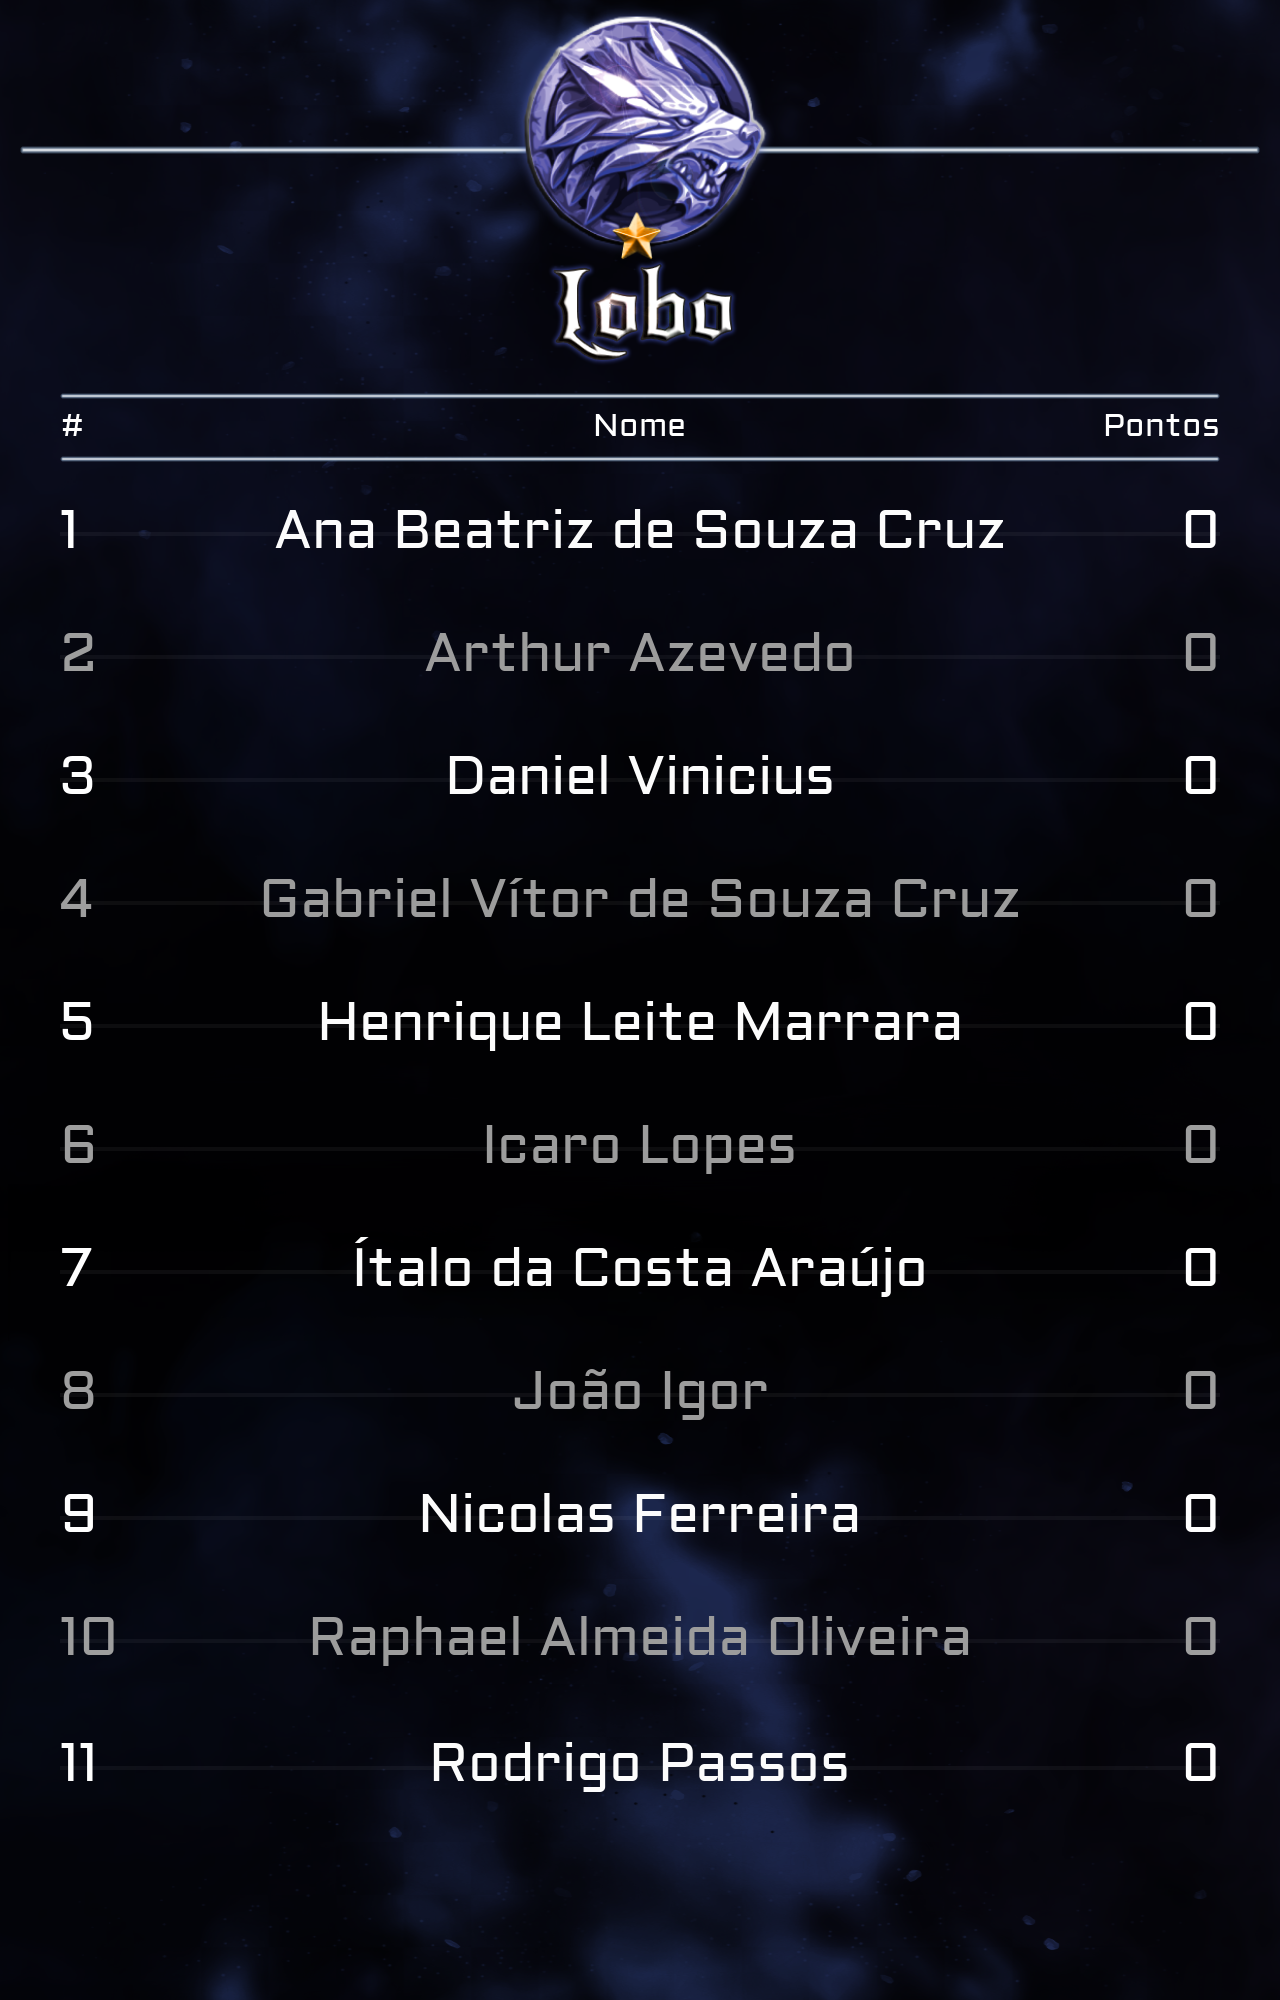 Lobo
# Nome Pontos
1 Ana Beatriz de Souza Cruz 0
2 Arthur Azevedo 0
3 Daniel Vinicius 0
4 Gabriel Vítor de Souza Cruz 0
5 Henrique Leite Marrara 0
6 Icaro Lopes 0
7 Ítalo da Costa Araújo 0
8 João Igor 0
9 Nicolas Ferreira 0
10 Raphael Almeida Oliveira 0
11 Rodrigo Passos 0